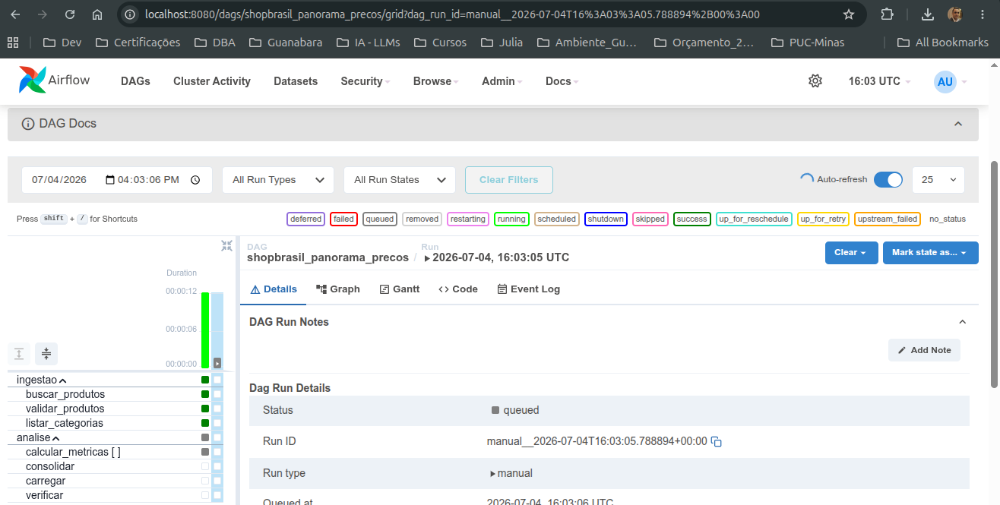 localhost:8080/dags/shopbrasil_panorama_precos/grid?dag_run_id=manual__2026-07-04T16%3A03%3A05.788894%2B00%3A00
Dev Certificações DBA Guanabara IA - LLMs Cursos Julia Ambiente_Gu... Orçamento_2... PUC-Minas All Bookmarks
Airflow DAGs Cluster Activity Datasets Security Browse Admin Docs 16:03 UTC AU
DAG Docs
07/04/2026 04:03:06 PM All Run Types All Run States Clear Filters Auto-refresh 25
Press shift + / for Shortcuts deferred failed queued removed restarting running scheduled shutdown skipped success up_for_reschedule up_for_retry upstream_failed no_status
DAG Run
shopbrasil_panorama_precos / 2026-07-04, 16:03:05 UTC Clear Mark state as...
Duration
00:00:12
00:00:06
00:00:00
ingestao
buscar_produtos
validar_produtos
listar_categorias
analise
calcular_metricas [ ]
consolidar
carregar
verificar
Details Graph Gantt Code Event Log
DAG Run Notes
Add Note
Dag Run Details
Status queued
Run ID manual__2026-07-04T16:03:05.788894+00:00
Run type manual
Queued at 2026-07-04, 16:03:06 UTC